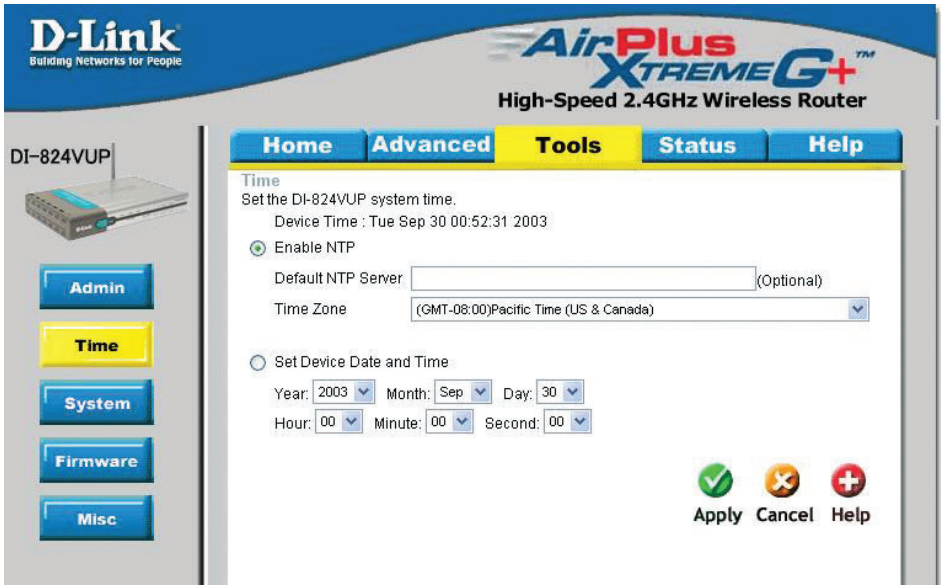 D-Link
Building Networks for People
AirPlus
XTREME G+™
High-Speed 2.4GHz Wireless Router
DI-824VUP
D-Link
Home Advanced Tools Status Help
Time
Set the DI-824VUP system time.
Device Time : Tue Sep 30 00:52:31 2003
Enable NTP
Default NTP Server (Optional)
Time Zone (GMT-08:00)Pacific Time (US & Canada)
Set Device Date and Time
Year: 2003 Month: Sep Day: 30
Hour: 00 Minute: 00 Second: 00
Admin
Time
System
Firmware
Misc
Apply Cancel Help